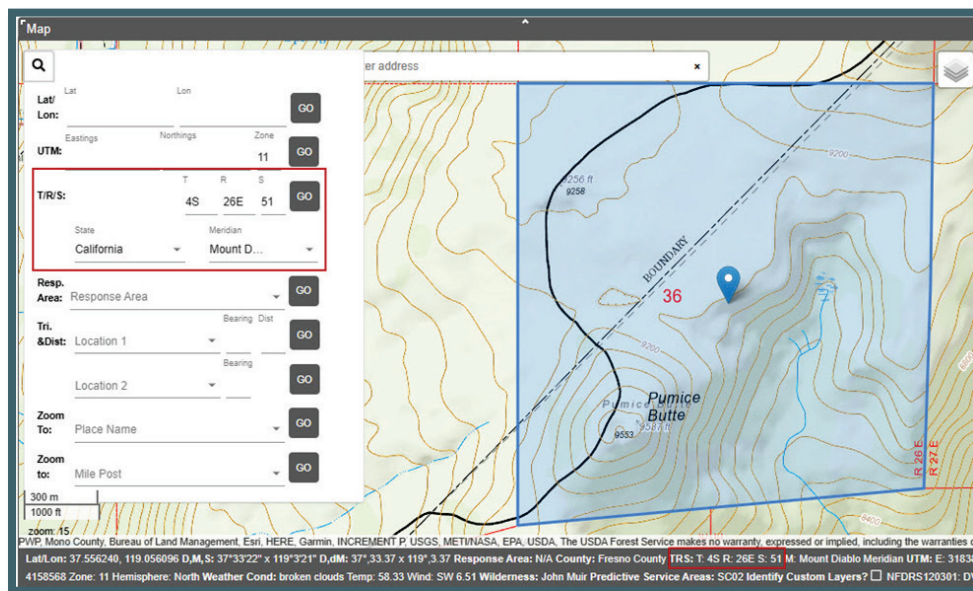 Map
er address
×
Lat
Lon
Lat/
Lon:
GO
Eastings
Northings
Zone
UTM:
11
GO
T
R
S
T/R/S:
4S
26E
51
GO
State
Meridian
California
Mount D...
Resp.
Area:
Response Area
GO
Bearing
Dist
Tri.
&Dist:
Location 1
GO
Bearing
Location 2
GO
Zoom
To:
Place Name
GO
Zoom
to:
Mile Post
GO
300 m
1000 ft
zoom: 15
9256 ft
9258
9200
BOUNDARY
36
9200
Pumice Butte
Pumice
Butte
9587 ft
9553
R 26 E
R 27 E
8400
PWP, Mono County, Bureau of Land Management, Esri, HERE, Garmin, INCREMENT P, USGS, METI/NASA, EPA, USDA, The USDA Forest Service makes no warranty, expressed or implied, including the warranties
Lat/Lon: 37.556240, 119.056096 D,M,S: 37°33'22" x 119°3'21" D,dM: 37°,33.37 x 119°,3.37 Response Area: N/A County: Fresno County TRS: T: 4S R: 26E S: 51 M: Mount Diablo Meridian UTM: E: 31838
4158568 Zone: 11 Hemisphere: North Weather Cond: broken clouds Temp: 58.33 Wind: SW 6.51 Wilderness: John Muir Predictive Service Areas: SC02 Identify Custom Layers? NFDRS120301: D